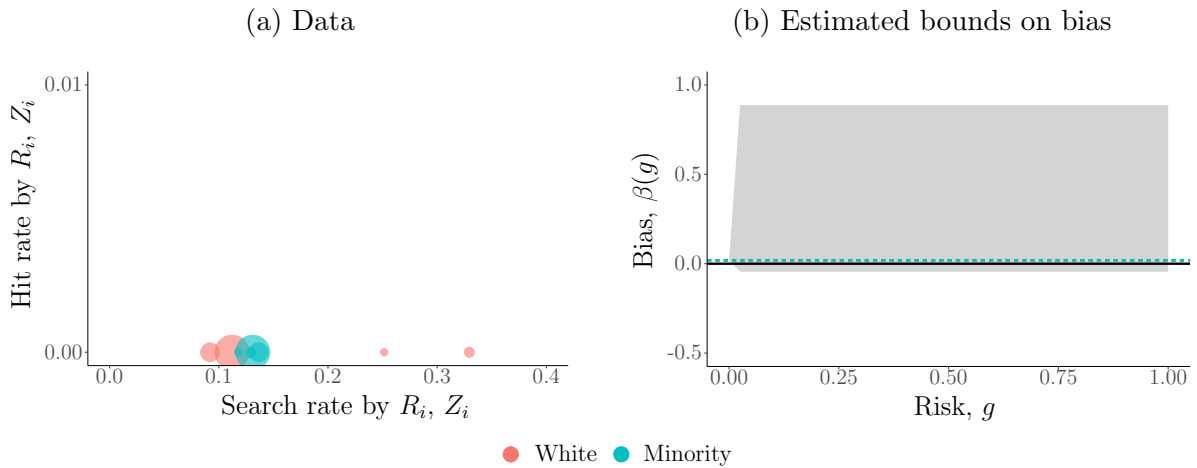 (a) Data
(b) Estimated bounds on bias
Hit rate by R_i, Z_i
0.01
0.00
0.0 0.1 0.2 0.3 0.4
Search rate by R_i, Z_i
Bias, β(g)
1.0
0.5
0.0
-0.5
0.00 0.25 0.50 0.75 1.00
Risk, g
White Minority